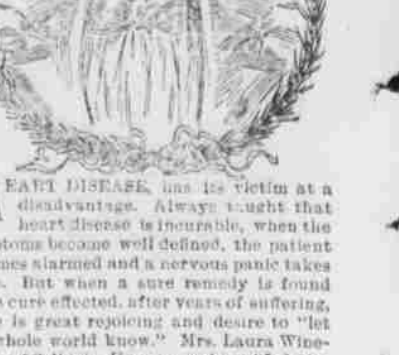 EART DISEASE, has its victim at a
disadvantage. Always taught that
heart disease is incurable, when the
toms become well defined, the patient
mes alarmed and a nervous panic takes
But when a sure remedy is found
cure effected, after years of suffering,
is great rejoicing and desire to "let
whole world know." Mrs. Laura Wine-